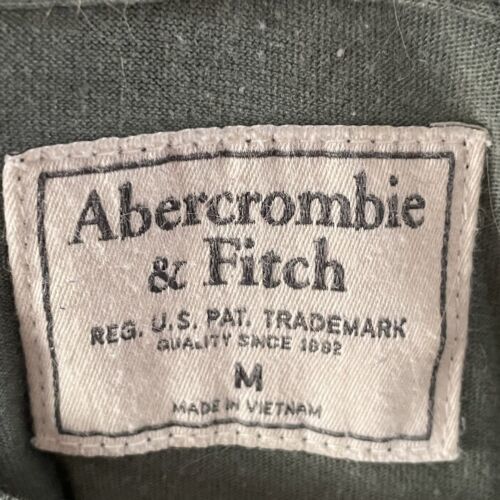 Abercrombie
& Fitch
REG. U.S. PAT. TRADEMARK
QUALITY SINCE 1892
M
MADE IN VIETNAM